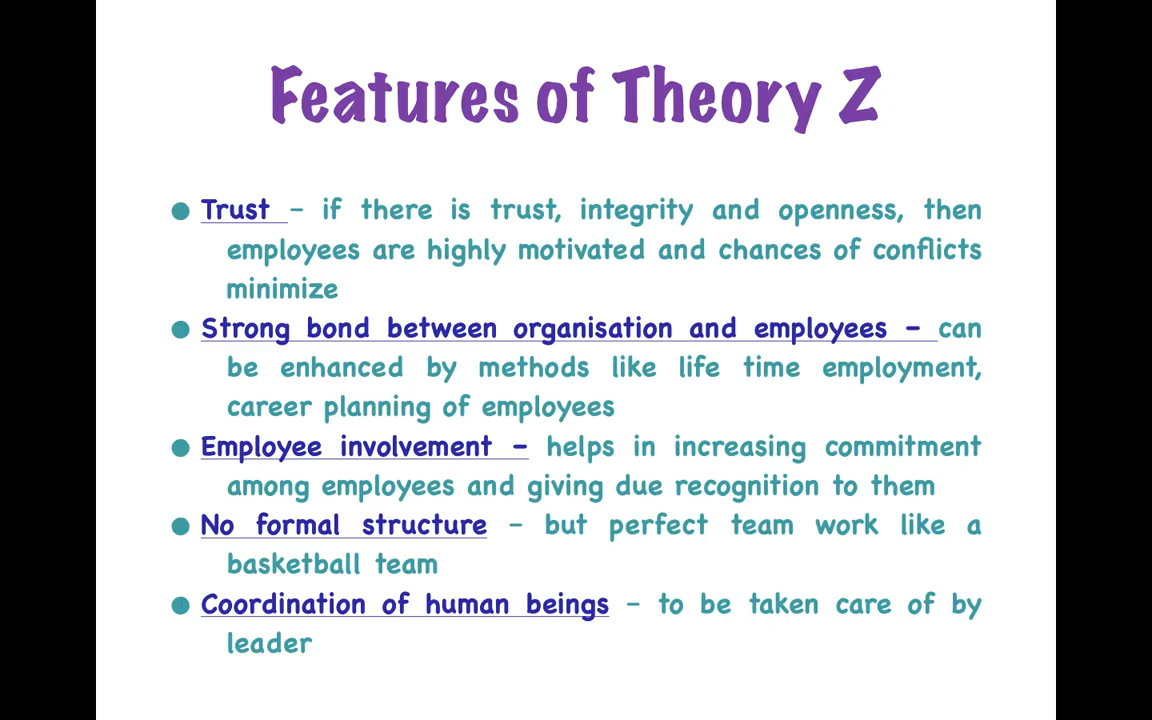 Features of Theory Z
● Trust – if there is trust, integrity and openness, then
employees are highly motivated and chances of conflicts
minimize
● Strong bond between organisation and employees – can
be enhanced by methods like life time employment,
career planning of employees
● Employee involvement – helps in increasing commitment
among employees and giving due recognition to them
● No formal structure – but perfect team work like a
basketball team
● Coordination of human beings – to be taken care of by
leader